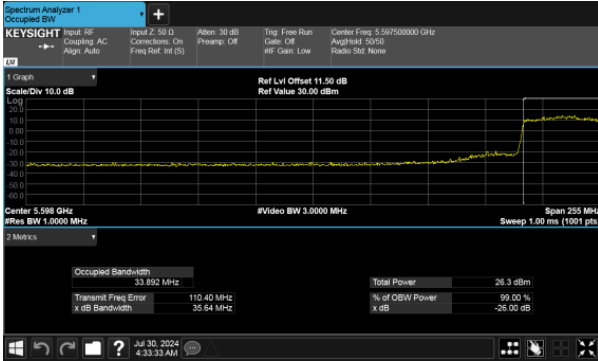 Spectrum Analyzer 1
Occupied BW
+
KEYSIGHT
Input: RF
Coupling: AC
Align: Auto
Input Z: 50 Ω
Corrections: On
Freq Ref: Int (S)
Atten: 30 dB
Preamp: Off
Trig: Free Run
Gate: Off
#IF Gain: Low
Center Freq: 5.597500000 GHz
Avg|Hold: 50/50
Radio Std: None
LXI
1 Graph
Scale/Div 10.0 dB
Ref Lvl Offset 11.50 dB
Ref Value 30.00 dBm
Log
20.0
10.0
0.00
-10.0
-20.0
-30.0
-40.0
-50.0
-60.0
Center 5.598 GHz
#Res BW 1.0000 MHz
#Video BW 3.0000 MHz
Span 255 MHz
Sweep 1.00 ms (1001 pts
2 Metrics
Occupied Bandwidth
33.892 MHz
Transmit Freq Error 110.40 MHz
x dB Bandwidth 35.64 MHz
Total Power 26.3 dBm
% of OBW Power 99.00 %
x dB -26.00 dB
?
Jul 30, 2024
4:33:33 AM